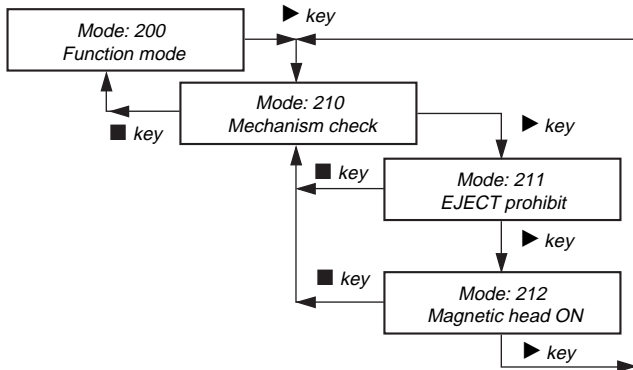 Mode: 200
Function mode
▶ key
Mode: 210
Mechanism check
■ key
▶ key
Mode: 211
EJECT prohibit
■ key
▶ key
Mode: 212
Magnetic head ON
■ key
▶ key